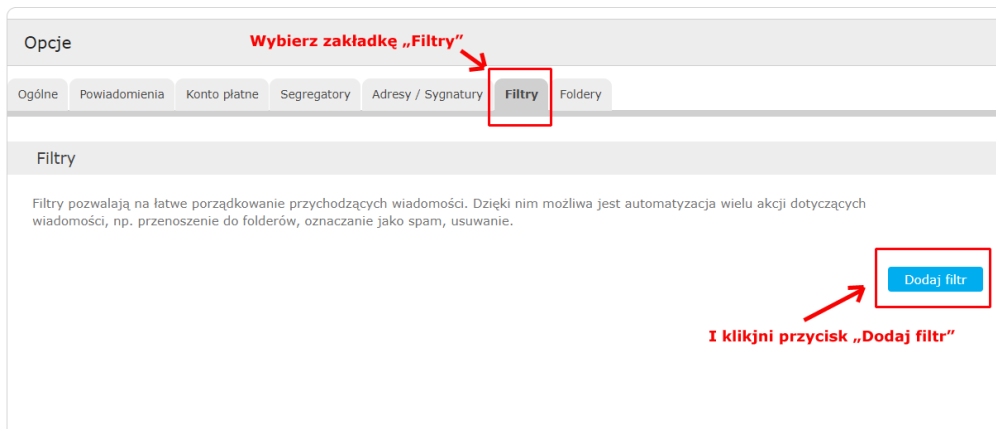 Opcje
Wybierz zakładkę „Filtry”
Ogólne Powiadomienia Konto płatne Segregatory Adresy / Sygnatury Filtry Foldery
Filtry
Filtry pozwalają na łatwe porządkowanie przychodzących wiadomości. Dzięki nim możliwa jest automatyzacja wielu akcji dotyczących
wiadomości, np. przenoszenie do folderów, oznaczanie jako spam, usuwanie.
Dodaj filtr
I klikjni przycisk „Dodaj filtr”